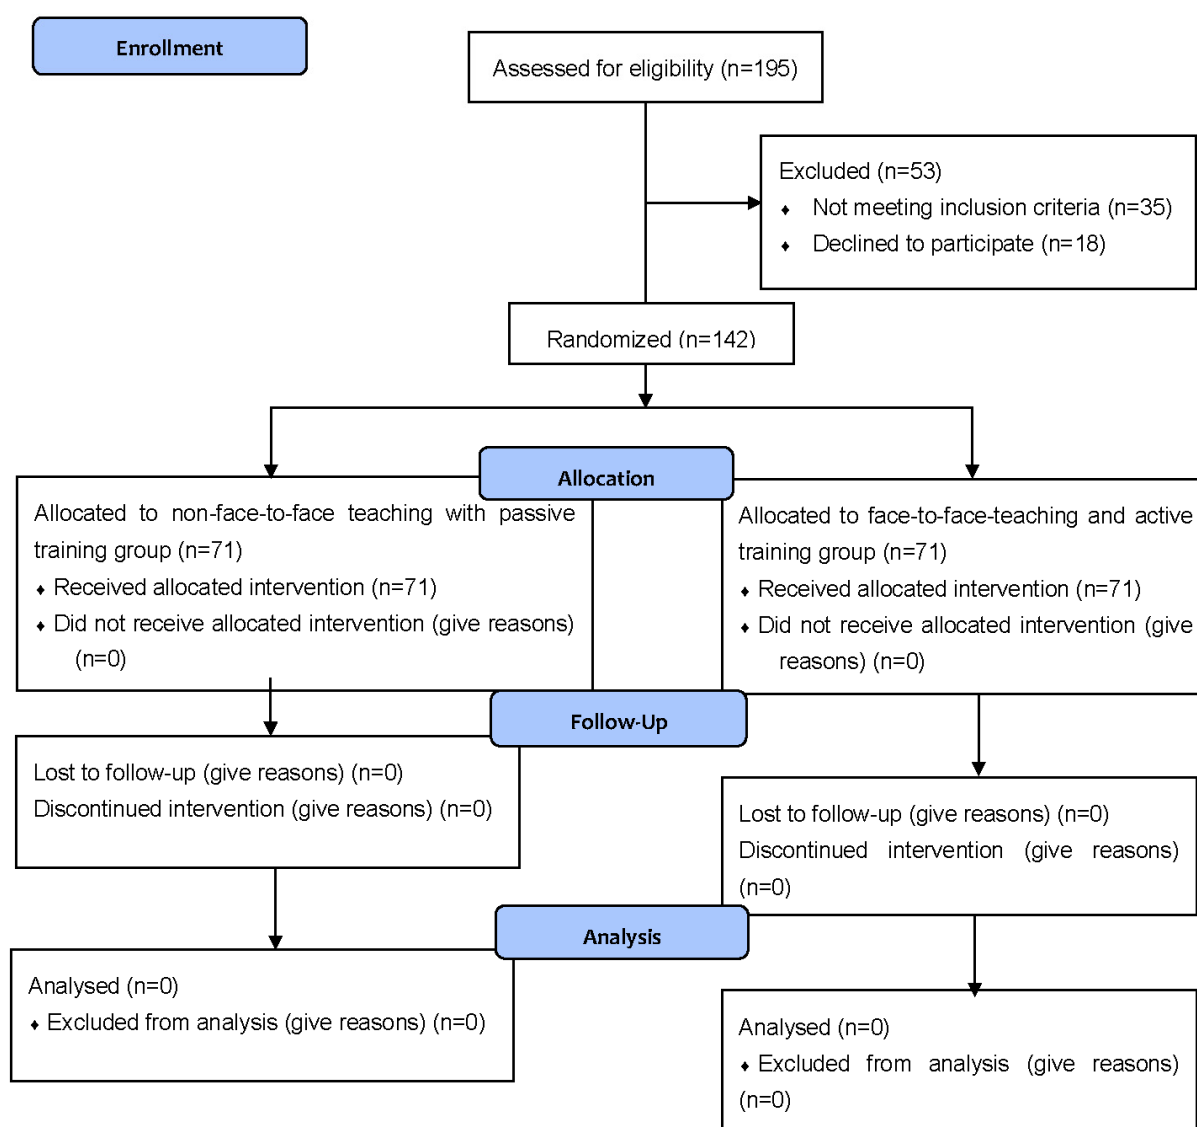 Enrollment
Assessed for eligibility (n=195)
Excluded (n=53)
⬧ Not meeting inclusion criteria (n=35)
⬧ Declined to participate (n=18)
Randomized (n=142)
Allocation
Allocated to non-face-to-face teaching with passive
training group (n=71)
⬧ Received allocated intervention (n=71)
⬧ Did not receive allocated intervention (give reasons)
(n=0)
Allocated to face-to-face-teaching and active
training group (n=71)
⬧ Received allocated intervention (n=71)
⬧ Did not receive allocated intervention (give
reasons) (n=0)
Follow-Up
Lost to follow-up (give reasons) (n=0)
Discontinued intervention (give reasons) (n=0)
Lost to follow-up (give reasons) (n=0)
Discontinued intervention (give reasons)
(n=0)
Analysis
Analysed (n=0)
⬧ Excluded from analysis (give reasons) (n=0)
Analysed (n=0)
⬧ Excluded from analysis (give reasons)
(n=0)